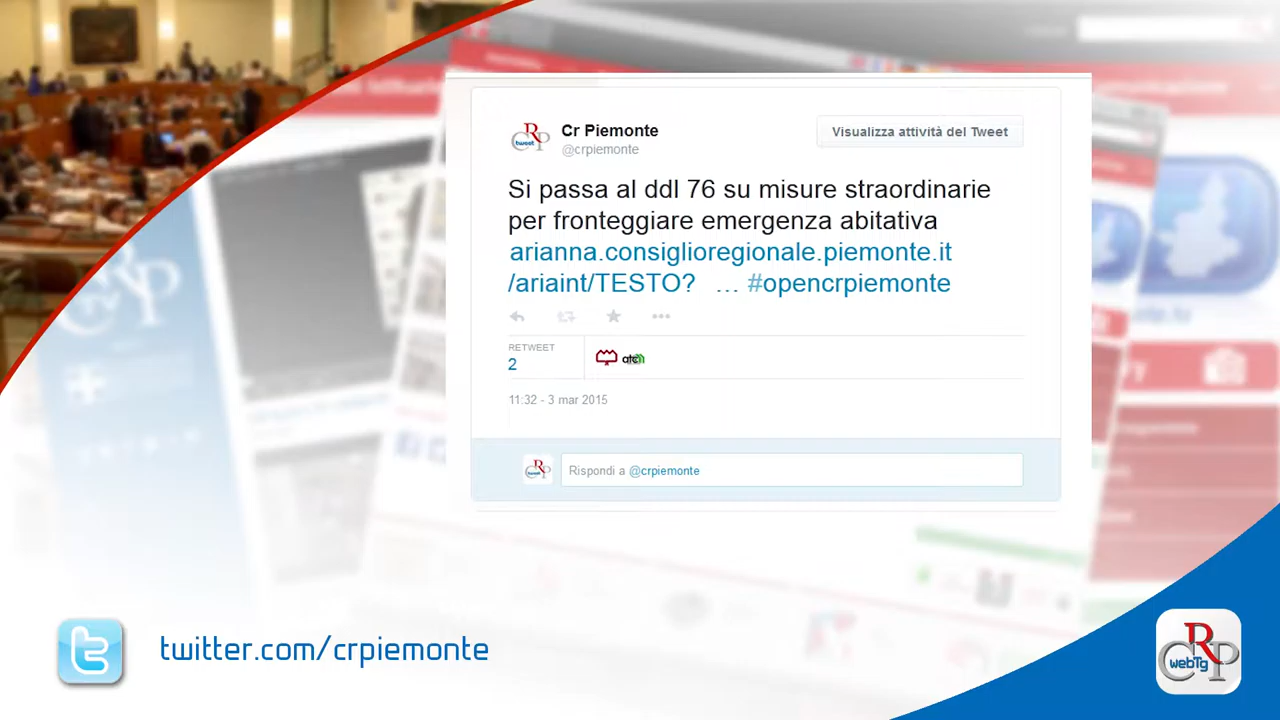 Cr Piemonte
@crpiemonte
Visualizza attività del Tweet
Si passa al ddl 76 su misure straordinarie
per fronteggiare emergenza abitativa
arianna.consiglioregionale.piemonte.it
/ariaint/TESTO? … #opencrpiemonte
RETWEET
2
11:32 - 3 mar 2015
Rispondi a @crpiemonte
twitter.com/crpiemonte
CRP
webTg